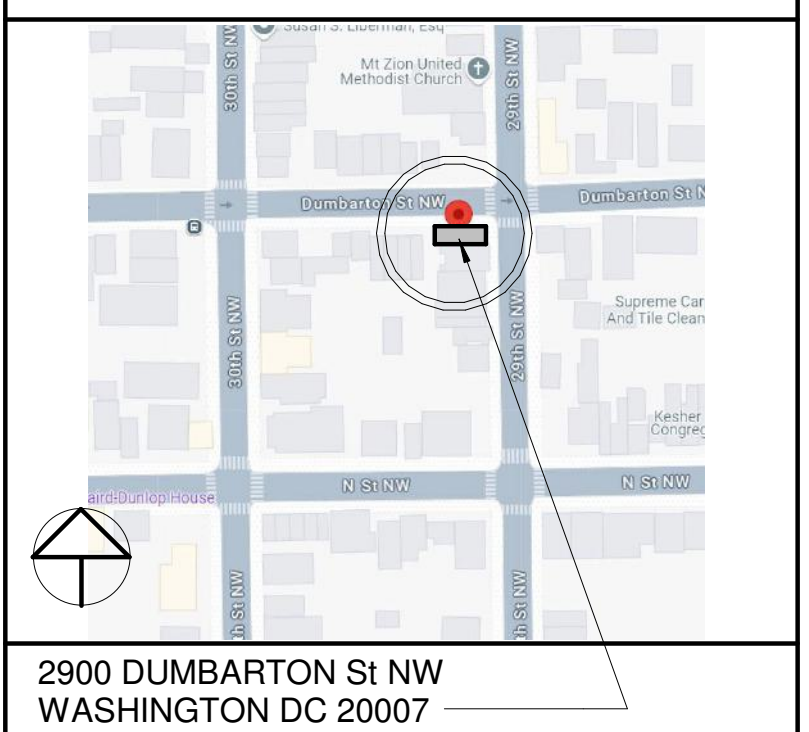 Susan S. Liberman, Esq
30th St NW
29th St NW
Mt Zion United
Methodist Church
Dumbarton St NW
Dumbarton St N
30th St NW
29th St NW
Supreme Car
And Tile Clean
Kesher
Congreg
N St NW
N St NW
aird-Dunlop House
th St NW
th St NW
2900 DUMBARTON St NW
WASHINGTON DC 20007